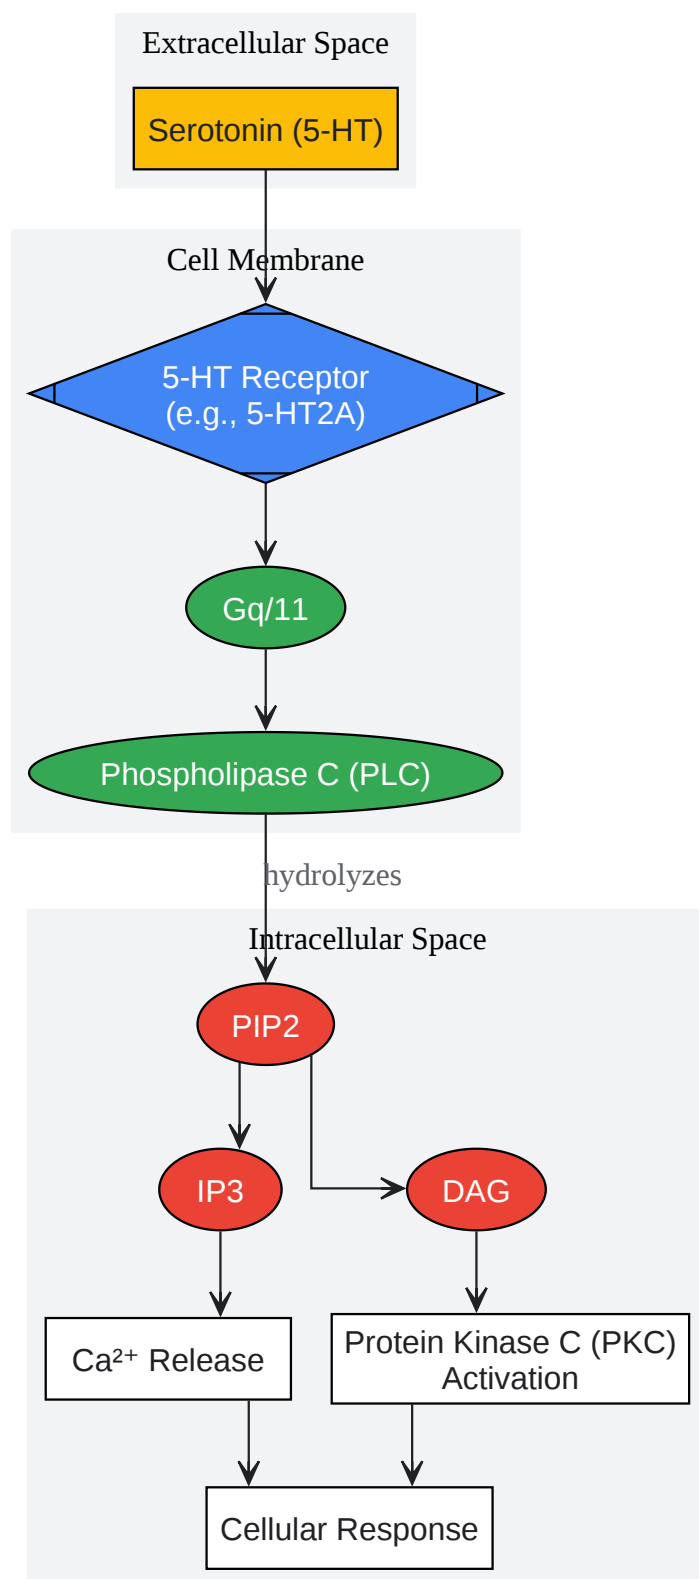 Extracellular Space
Serotonin (5-HT)
Cell Membrane
5-HT Receptor
(e.g., 5-HT2A)
Gq/11
Phospholipase C (PLC)
hydrolyzes
Intracellular Space
PIP2
IP3
DAG
Ca²⁺ Release
Protein Kinase C (PKC)
Activation
Cellular Response